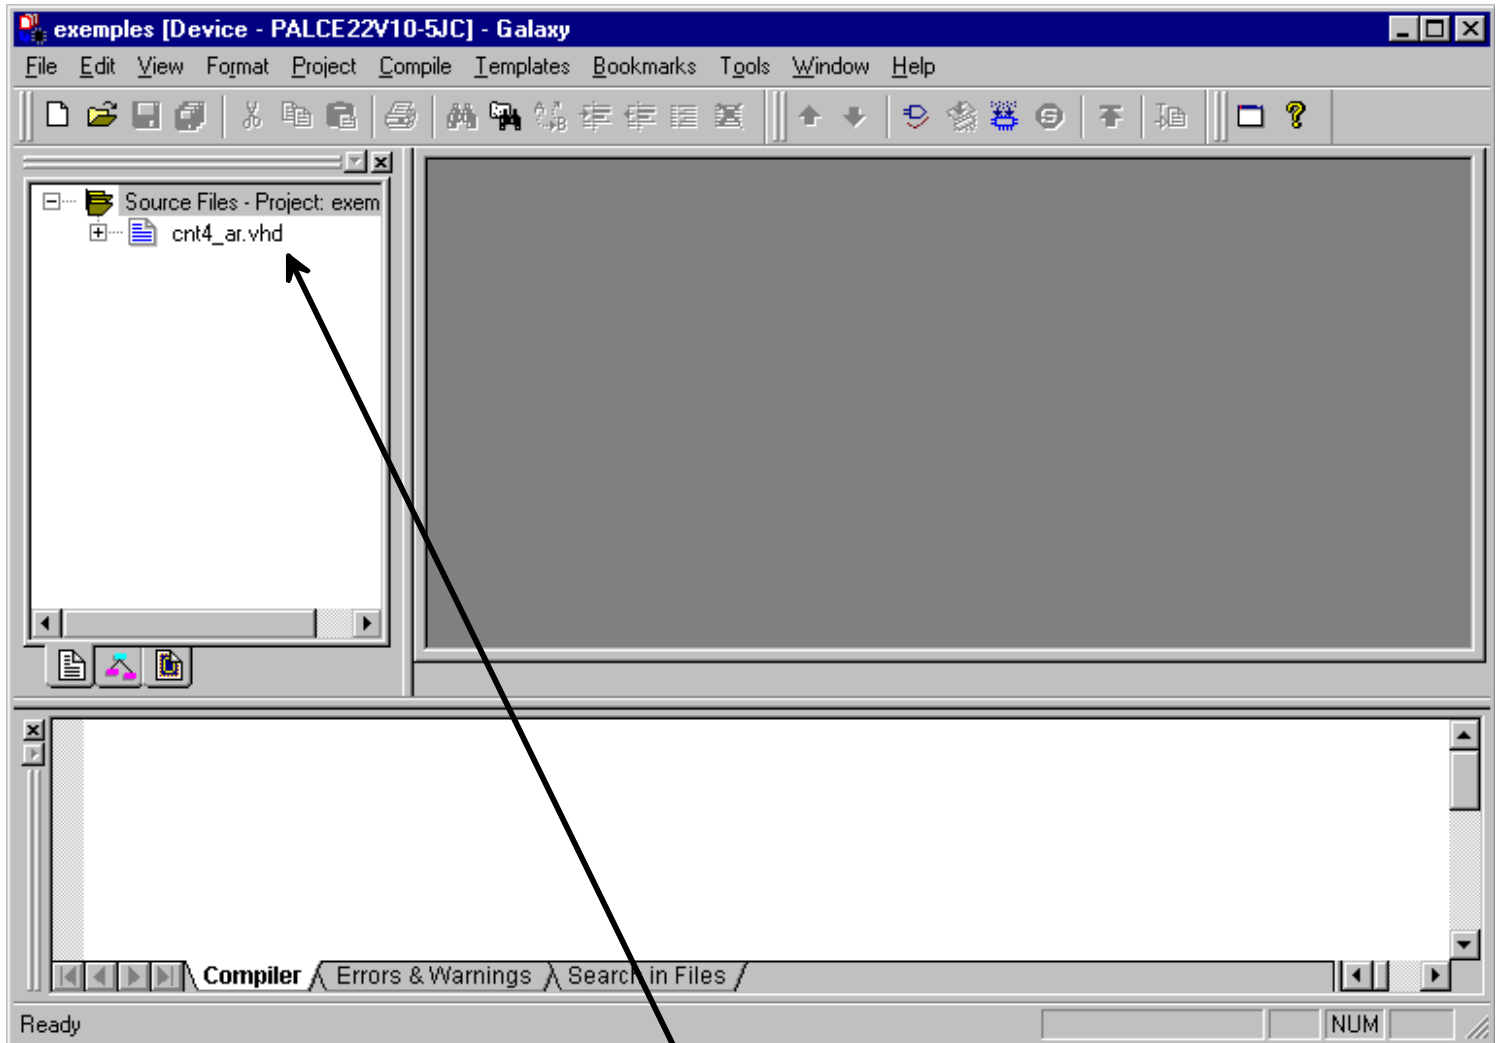 exemples [Device - PALCE22V10-5JC] - Galaxy
File Edit View Format Project Compile Templates Bookmarks Tools Window Help
Source Files - Project: exem
cnt4_ar.vhd
Compiler Errors & Warnings Search in Files
Ready NUM